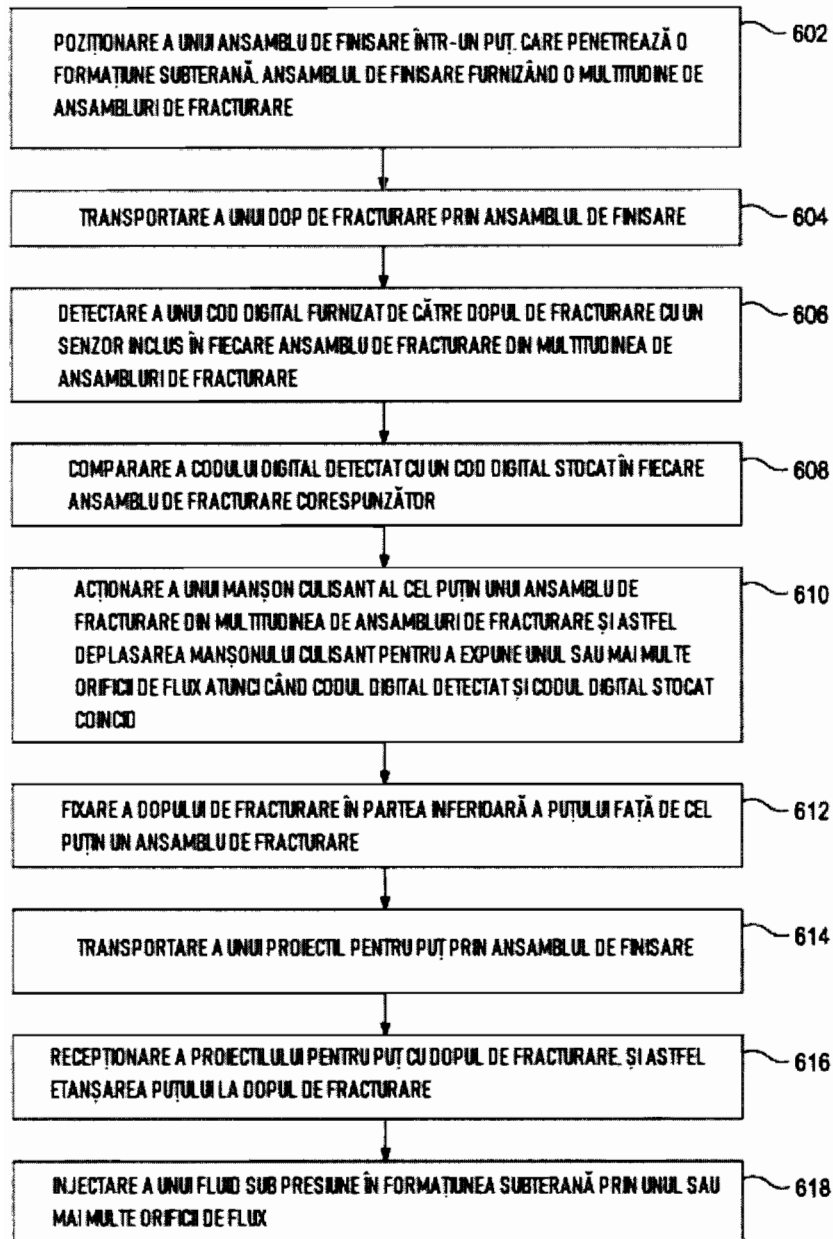 POZIȚIONARE A UNUI ANSAMBLU DE FINISARE ÎNTR-UN PUȚ, CARE PENETREAZĂ O
FORMAȚIUNE SUBTERANĂ, ANSAMBLUL DE FINISARE FURNIZÂND O MULTITUDINE DE
ANSAMBLURI DE FRACTURARE
602
TRANSPORTARE A UNUI DOP DE FRACTURARE PRIN ANSAMBLUL DE FINISARE
604
DETECTARE A UNUI COD DIGITAL FURNIZAT DE CĂTRE DOPUL DE FRACTURARE CU UN
SENZOR INCLUS ÎN FIECARE ANSAMBLU DE FRACTURARE DIN MULTITUDINEA DE
ANSAMBLURI DE FRACTURARE
606
COMPARARE A CODULUI DIGITAL DETECTAT CU UN COD DIGITAL STOCAT ÎN FIECARE
ANSAMBLU DE FRACTURARE CORESPUNZĂTOR
608
ACȚIONARE A UNUI MANȘON CULISANT AL CEL PUȚIN UNUI ANSAMBLU DE
FRACTURARE DIN MULTITUDINEA DE ANSAMBLURI DE FRACTURARE ȘI ASTFEL
DEPLASAREA MANȘONULUI CULISANT PENTRU A EXPUNE UNUL SAU MAI MULTE
ORIFICII DE FLUX ATUNCI CÂND CODUL DIGITAL DETECTAT ȘI CODUL DIGITAL STOCAT
COINCID
610
FIXARE A DOPULUI DE FRACTURARE ÎN PARTEA INFERIOARĂ A PUȚULUI FAȚĂ DE CEL
PUȚIN UN ANSAMBLU DE FRACTURARE
612
TRANSPORTARE A UNUI PROIECTIL PENTRU PUȚ PRIN ANSAMBLUL DE FINISARE
614
RECEPȚIONARE A PROIECTILULUI PENTRU PUȚ CU DOPUL DE FRACTURARE, ȘI ASTFEL
ETANȘAREA PUȚULUI LA DOPUL DE FRACTURARE
616
INJECTARE A UNUI FLUID SUB PRESIUNE ÎN FORMAȚIUNEA SUBTERANĂ PRIN UNUL SAU
MAI MULTE ORIFICII DE FLUX
618